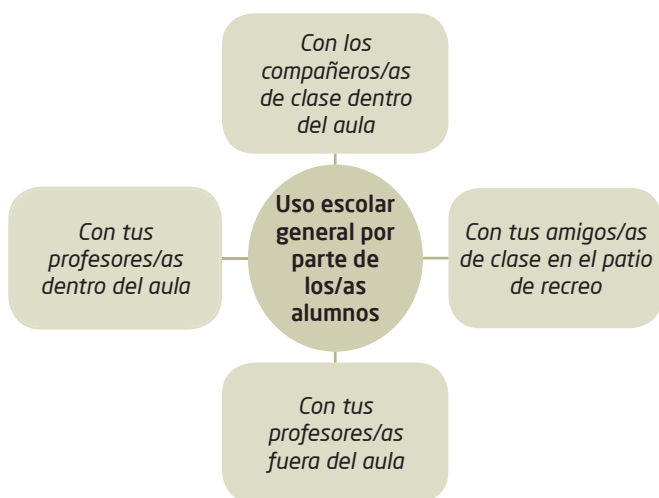 Con los
compañeros/as
de clase dentro
del aula
Con tus
profesores/as
dentro del aula
Uso escolar
general por
parte de
los/as
alumnos
Con tus amigos/as
de clase en el patio
de recreo
Con tus
profesores/as
fuera del aula